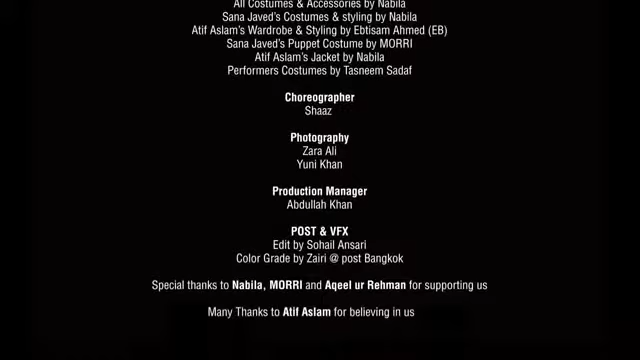 All Costumes & Accessories by Nabila
Sana Javed's Costumes & styling by Nabila
Atif Aslam's Wardrobe & Styling by Ebtisam Ahmed (EB)
Sana Javed's Puppet Costume by MORRI
Atif Aslam's Jacket by Nabila
Performers Costumes by Tasneem Sadaf
Choreographer
Shaaz
Photography
Zara Ali
Yuni Khan
Production Manager
Abdullah Khan
POST & VFX
Edit by Sohail Ansari
Color Grade by Zairi @ post Bangkok
Special thanks to Nabila, MORRI and Aqeel ur Rehman for supporting us
Many Thanks to Atif Aslam for believing in us